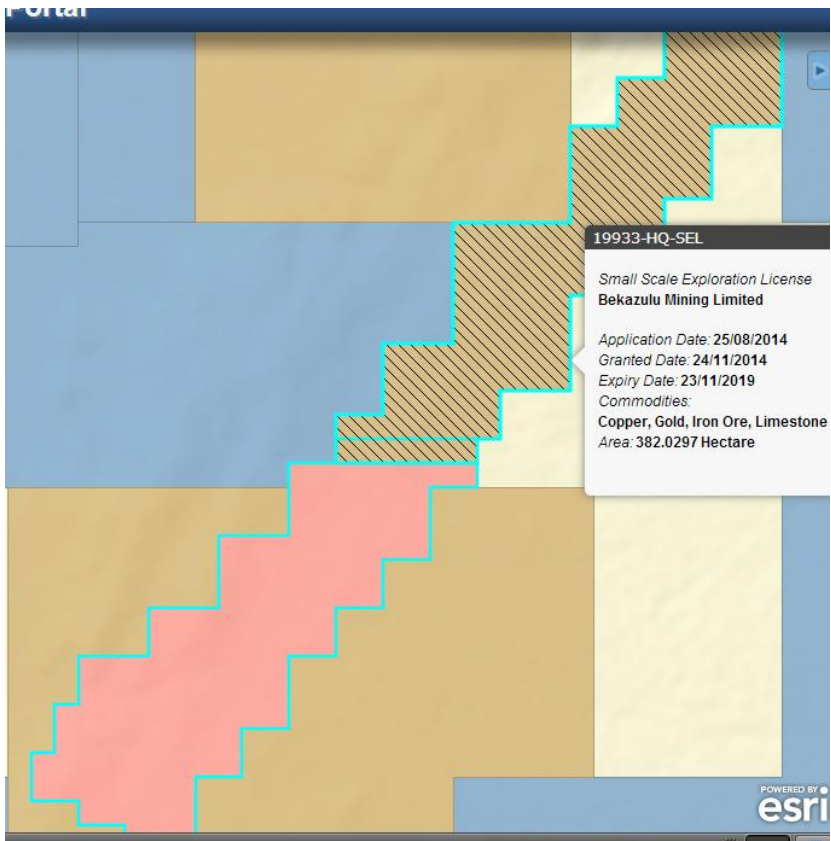 Portal
19933-HQ-SEL
Small Scale Exploration License
Bekazulu Mining Limited
Application Date: 25/08/2014
Granted Date: 24/11/2014
Expiry Date: 23/11/2019
Commodities:
Copper, Gold, Iron Ore, Limestone
Area: 382.0297 Hectare
POWERED BY
esri